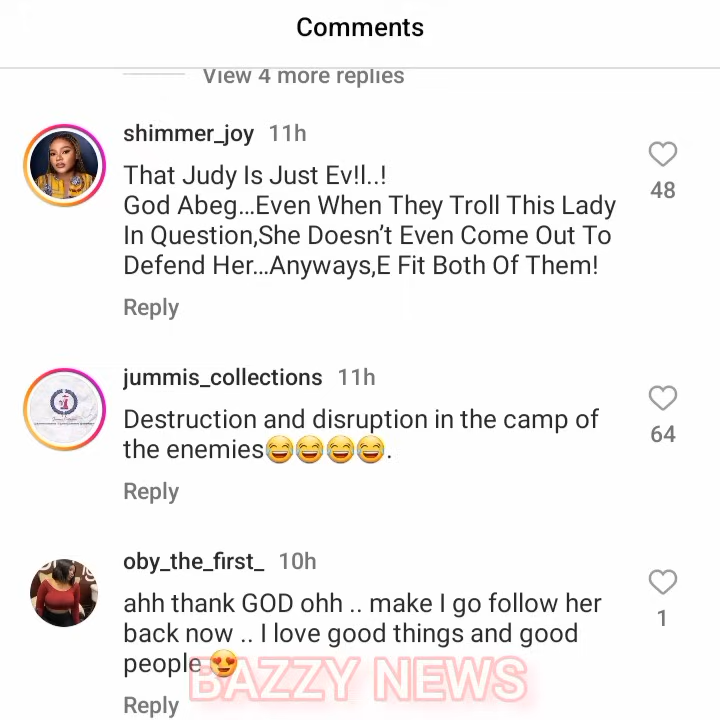 Comments
View 4 more replies
shimmer_joy 11h
That Judy Is Just Ev!l..!
God Abeg...Even When They Troll This Lady
In Question,She Doesn't Even Come Out To
Defend Her...Anyways,E Fit Both Of Them!
48
Reply
jummis_collections 11h
Destruction and disruption in the camp of
the enemies😂😂😂😂.
64
Reply
oby_the_first_ 10h
ahh thank GOD ohh .. make I go follow her
back now .. I love good things and good
people😍
1
BAZZY NEWS
Reply